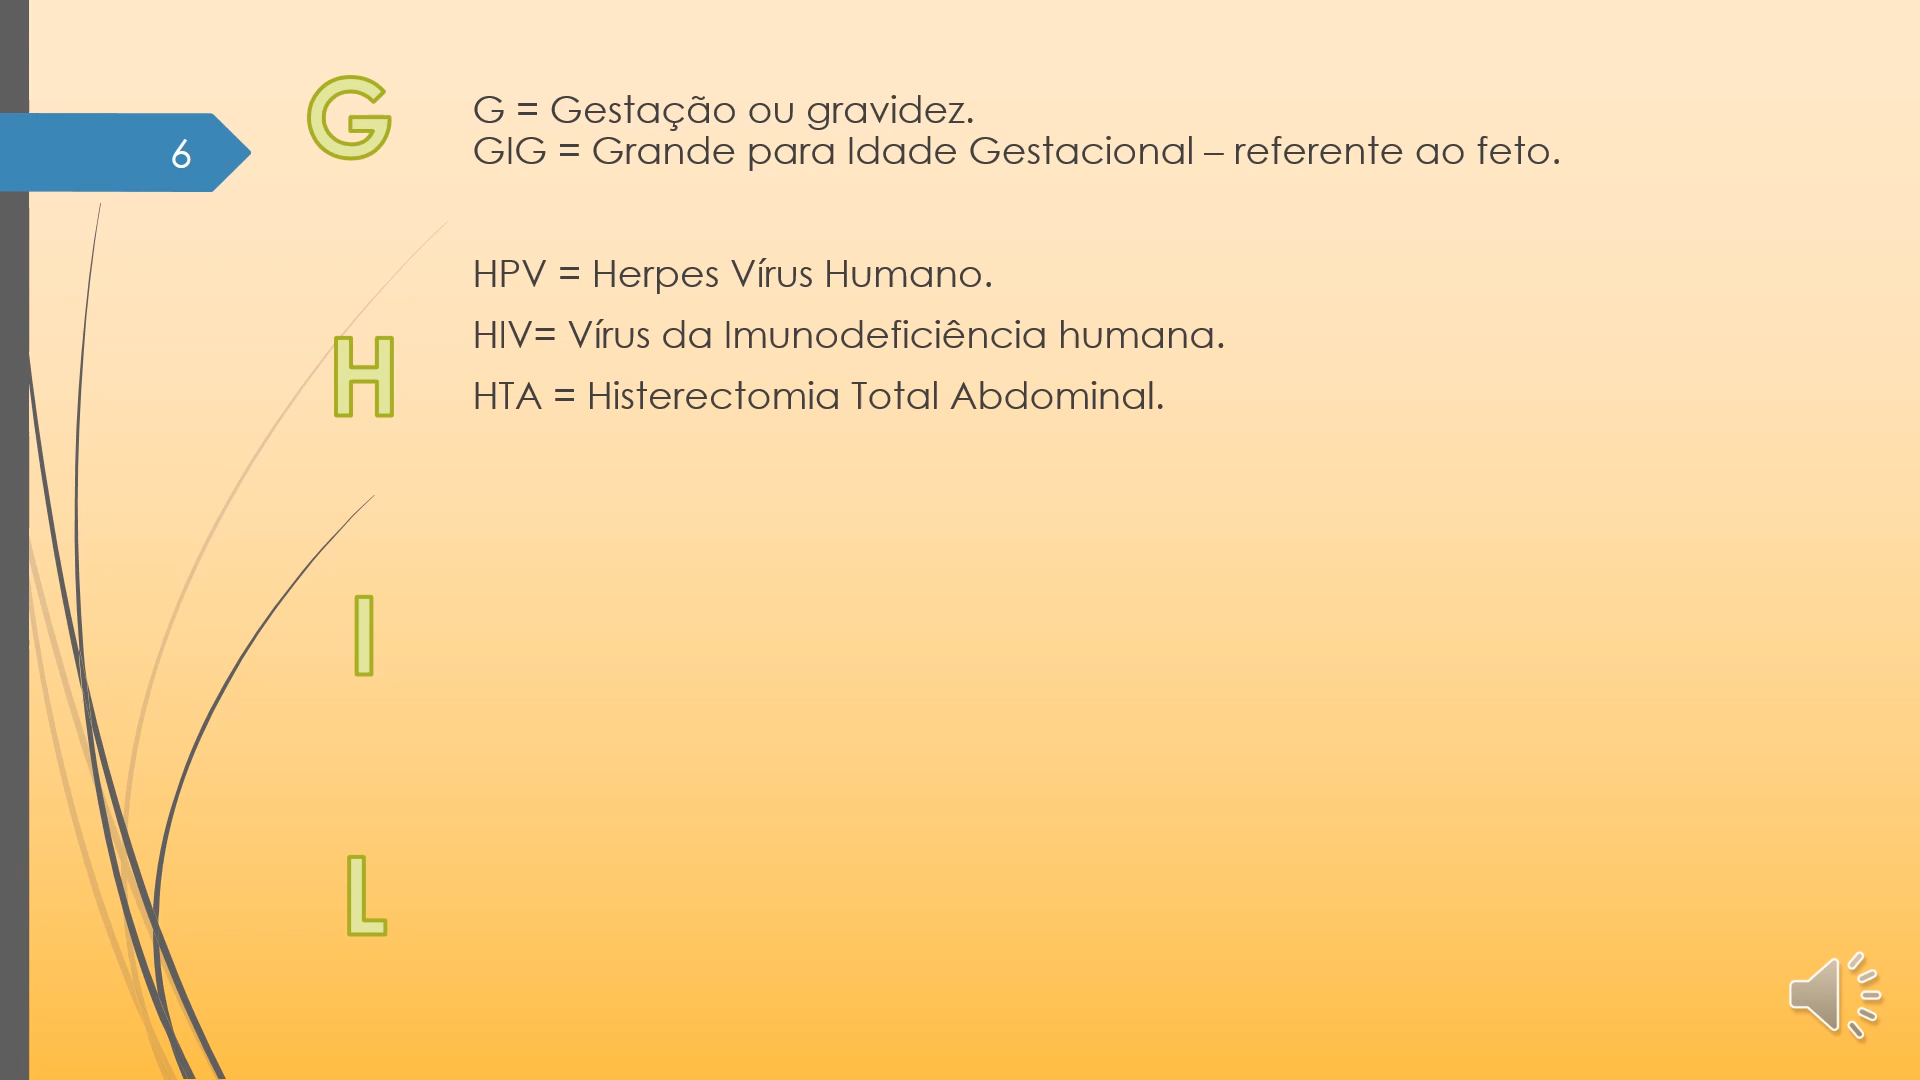 6
G
G = Gestação ou gravidez.
GIG = Grande para Idade Gestacional – referente ao feto.
H
HPV = Herpes Vírus Humano.
HIV= Vírus da Imunodeficiência humana.
HTA = Histerectomia Total Abdominal.
I
L